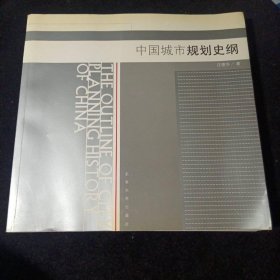 中国城市规划史纲
THE OUTLINE OF CITY
PLANNING HISTORY
OF CHINA